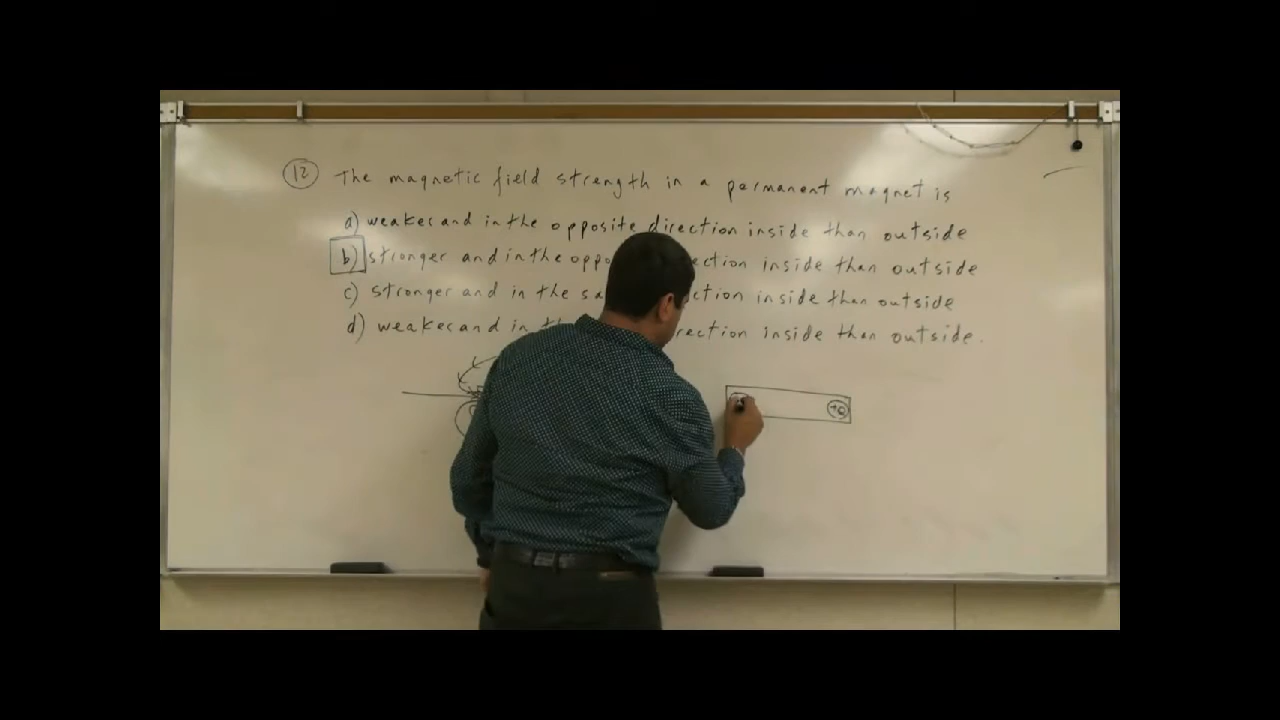 12 The magnetic field strength in a permanent magnet is
a) weaker and in the opposite direction inside than outside
b) stronger and in the oppo ection inside than outside
c) stronger and in the sa ction inside than outside
d) weaker and in th rection inside than outside.
+Q